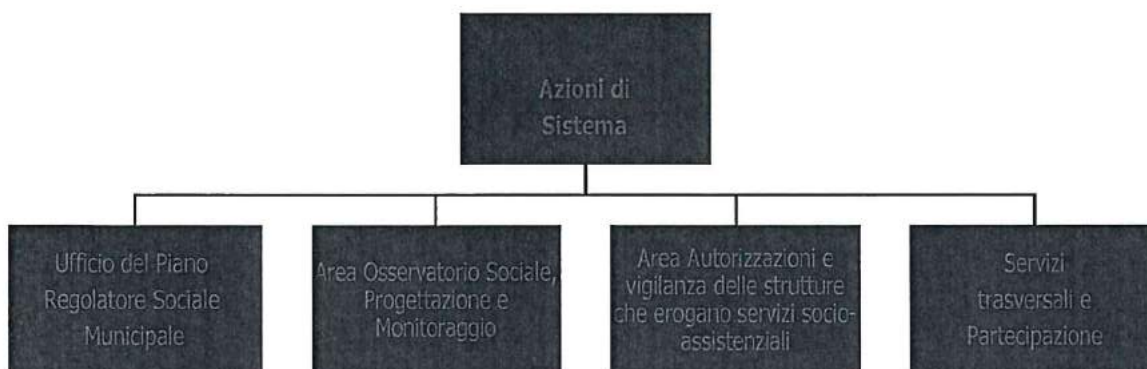 Azioni di
Sistema
Ufficio del Piano
Regolatore Sociale
Municipale
Area Osservatorio Sociale,
Progettazione e
Monitoraggio
Area Autorizzazioni e
vigilanza delle strutture
che erogano servizi socio-
assistenziali
Servizi
trasversali e
Partecipazione